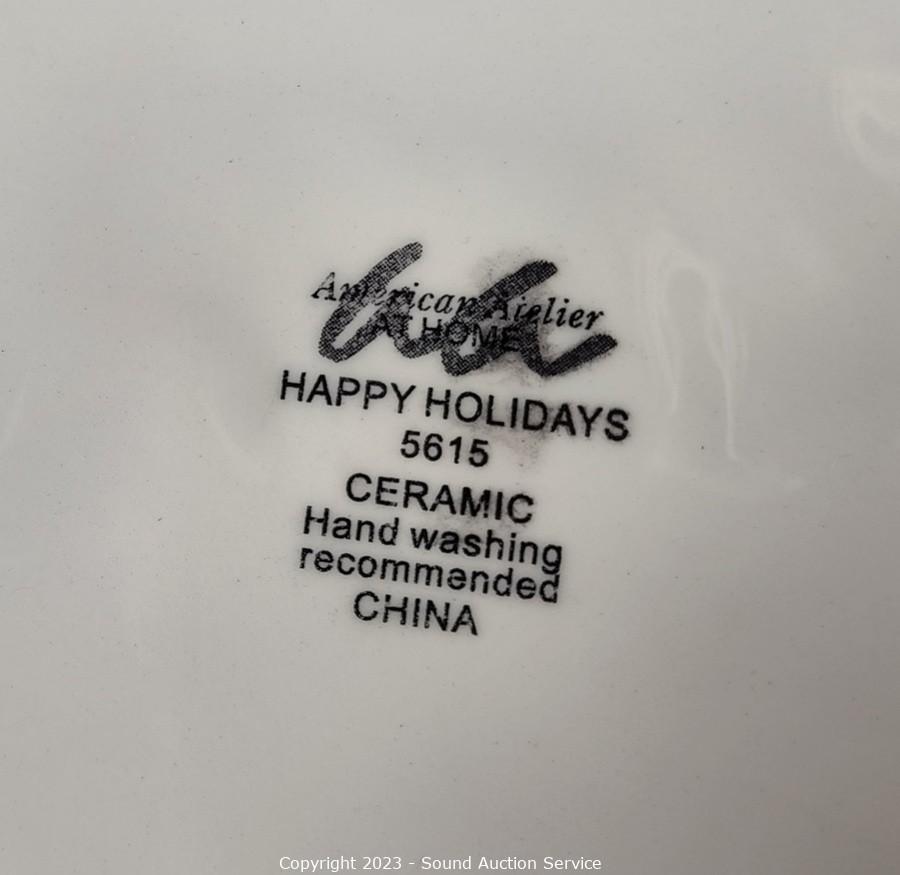 American Atelier
AT HOME
HAPPY HOLIDAYS
5615
CERAMIC
Hand washing
recommended
CHINA
Copyright 2023 - Sound Auction Service